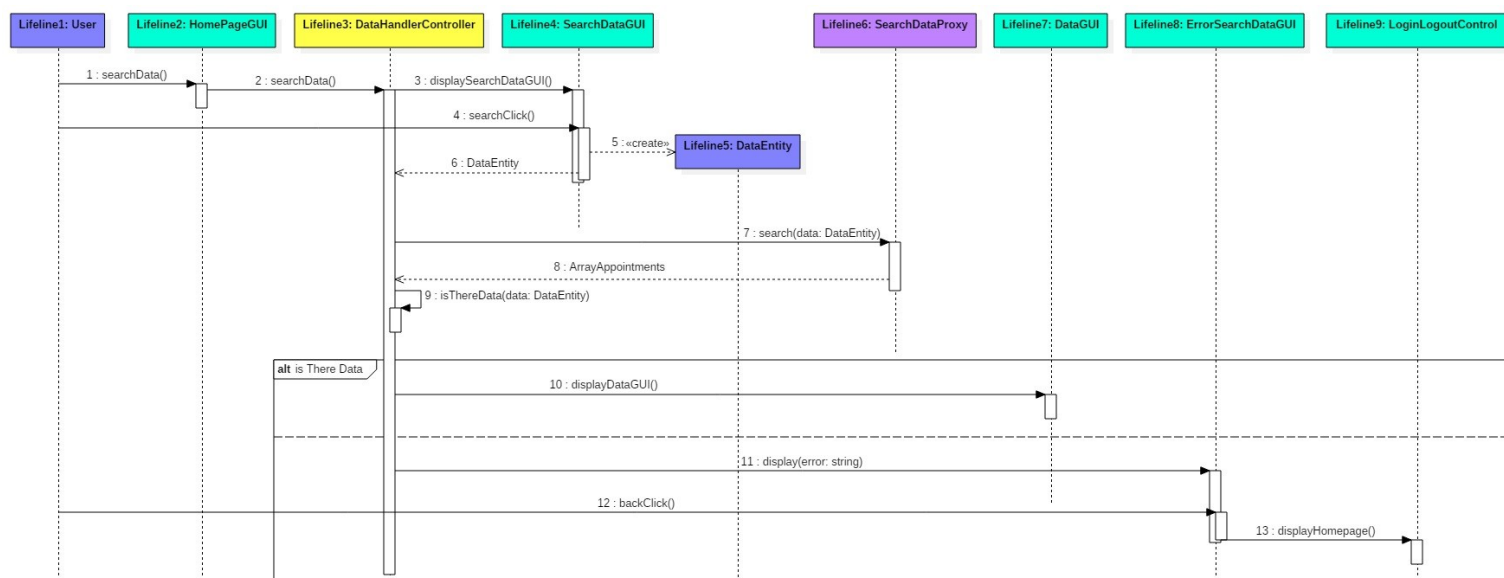 Lifeline1: User
Lifeline2: HomePageGUI
Lifeline3: DataHandlerController
Lifeline4: SearchDataGUI
Lifeline6: SearchDataProxy
Lifeline7: DataGUI
Lifeline8: ErrorSearchDataGUI
Lifeline9: LoginLogoutControl
1 : searchData()
2 : searchData()
3 : displaySearchDataGUI()
4 : searchClick()
5 : «create»
Lifeline5: DataEntity
6 : DataEntity
7 : search(data: DataEntity)
8 : ArrayAppointments
9 : isThereData(data: DataEntity)
alt is There Data
10 : displayDataGUI()
11 : display(error: string)
12 : backClick()
13 : displayHomepage()